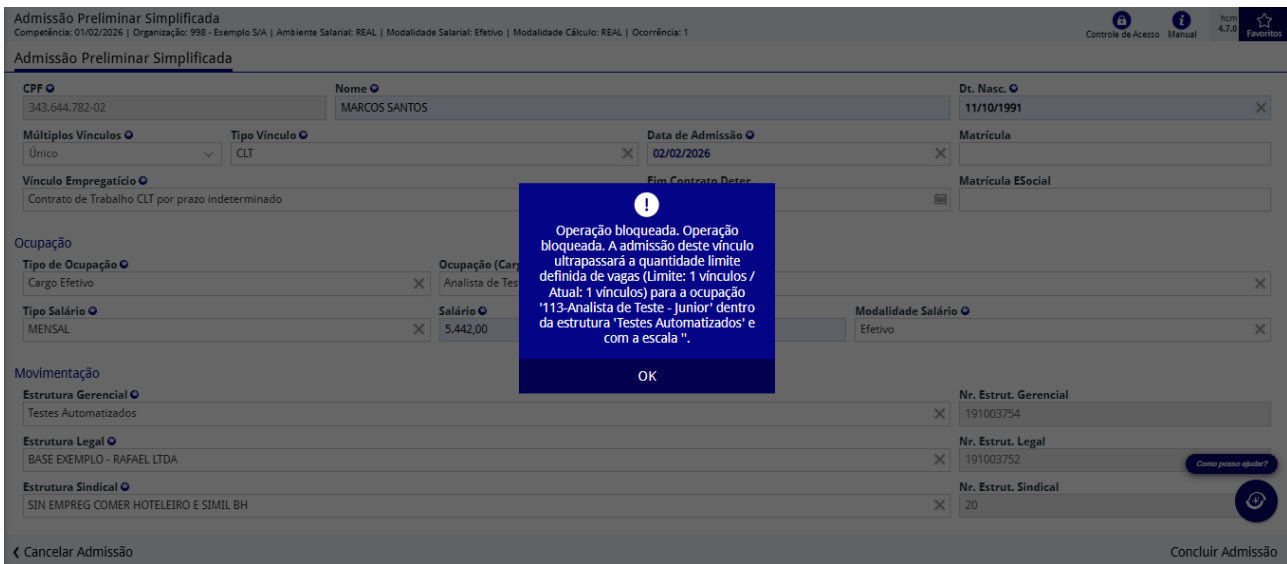 Admissão Preliminar Simplificada
Competência: 01/02/2026 | Organização: 998 - Exemplo S/A | Ambiente Salarial: REAL | Modalidade Salarial: Efetivo | Modalidade Cálculo: REAL | Ocorrência: 1
Controle de Acesso
Manual
hcm
4.7.0
Favoritos
Admissão Preliminar Simplificada
CPF
Nome
Dt. Nasc.
343.644.782-02
MARCOS SANTOS
11/10/1991
Múltiplos Vínculos
Tipo Vínculo
Data de Admissão
Matrícula
Único
CLT
02/02/2026
Vínculo Empregatício
Fim Contrato Deter
Matrícula ESocial
Contrato de Trabalho CLT por prazo indeterminado
Ocupação
Tipo de Ocupação
Ocupação (Carg
Cargo Efetivo
Analista de Tes
Tipo Salário
Salário
Modalidade Salário
MENSAL
5.442,00
Efetivo
Operação bloqueada. Operação
bloqueada. A admissão deste vínculo
ultrapassará a quantidade limite
definida de vagas (Limite: 1 vínculos /
Atual: 1 vínculos) para a ocupação
'113-Analista de Teste - Junior' dentro
da estrutura 'Testes Automatizados' e
com a escala ''.
OK
Movimentação
Estrutura Gerencial
Nr. Estrut. Gerencial
Testes Automatizados
191003754
Estrutura Legal
Nr. Estrut. Legal
BASE EXEMPLO - RAFAEL LTDA
191003752
Como posso ajudar?
Estrutura Sindical
Nr. Estrut. Sindical
SIN EMPREG COMER HOTELEIRO E SIMIL BH
20
Cancelar Admissão
Concluir Admissão